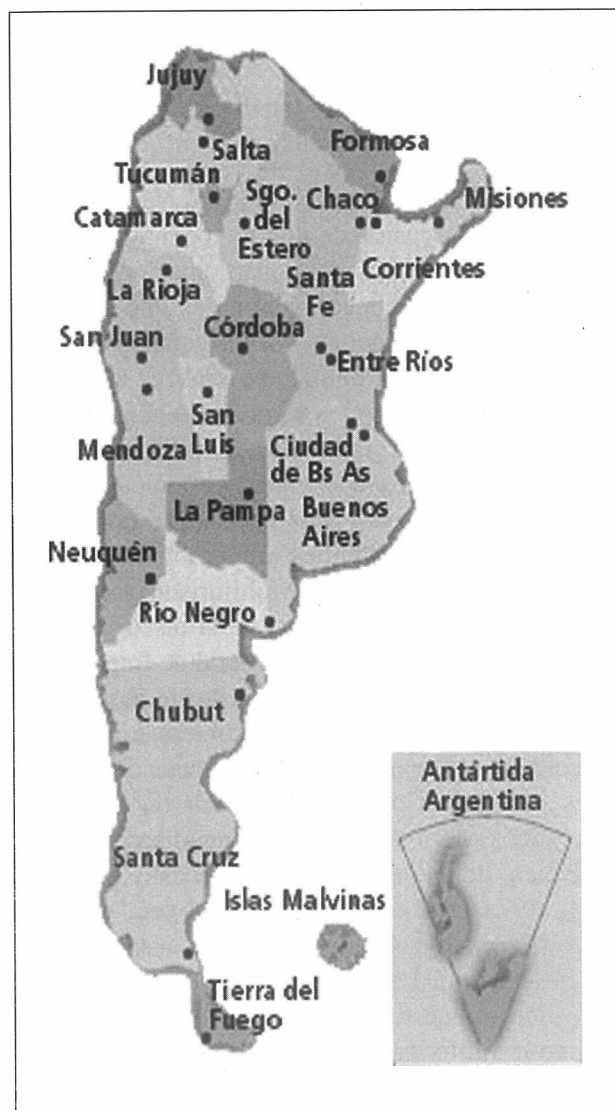 Jujuy
Salta
Formosa
Tucumán
Sgo.
del
Estero
Chaco
Misiones
Catamarca
Santa
Fe
Corrientes
La Rioja
San Juan
Córdoba
Entre Ríos
San
Luis
Mendoza
Ciudad
de Bs As
La Pampa
Buenos
Aires
Neuquén
Río Negro
Chubut
Antártida
Argentina
Santa Cruz
Islas Malvinas
Tierra del
Fuego